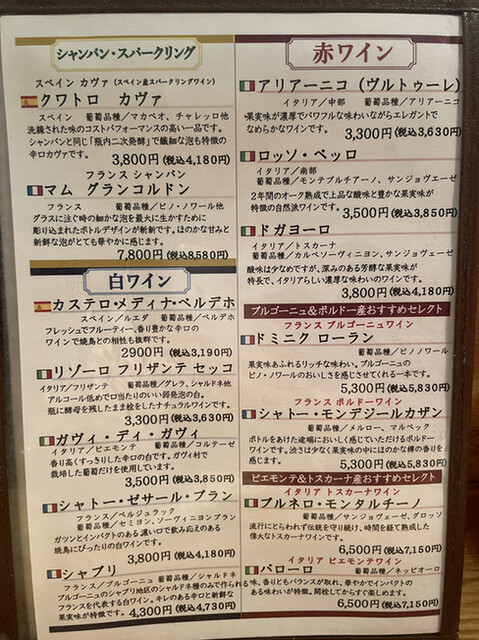 シャンパン・スパークリング
スペイン カヴァ (スペイン産スパークリングワイン)
クワトロ カヴァ
スペイン 葡萄品種/マカベオ、チャレッロ他
洗練された味のコストパフォーマンスの高い一品です。
シャンパンと同じ「瓶内二次発酵」で繊細な泡も特徴の
辛口カヴァです。
3,800円(税込4,180円)
フランス シャンパン
マム グランコルドン
フランス 葡萄品種/ピノ・ノワール他
グラスに注ぐ時の細かな泡を最大に生かすために
彫り込まれたボトルデザインが斬新です。ほのかな甘みと
新鮮な泡がとても華やかに感じます。
7,800円(税込8,580円)
白ワイン
カステロ・メディナ・ベルデホ
スペイン/ルエダ 葡萄品種/ベルデホ
フレッシュでフルーティー、香り豊かな辛口の
ワインで焼鳥との相性も抜群です。
2900円(税込3,190円)
リゾーロ フリザンテ セッコ
イタリア/フリザンテ 葡萄品種/グレラ、シャルドネ他
アルコール低めで口当たりのいい弱発泡の白。
瓶に酵母を残したまま栓をしたナチュラルワインです。
3,300円(税込3,630円)
ガヴィ・ディ・ガヴィ
イタリア/ピエモンテ 葡萄品種/コルテーゼ
香り高くすっきりした辛口の白です。ガヴィ村で
栽培した葡萄だけを使用しています。
3,500円(税込3,850円)
シャトー・ゼサール・ブラン
フランス/ベルジュラック
葡萄品種/セミヨン、ソーヴィニヨンブラン
ガツンとインパクトのある濃い口で飲み応えのある
焼鳥にぴったりの白ワインです。
3,800円(税込4,180円)
シャブリ
フランス/ブルゴーニュ 葡萄品種/シャルドネ
ブルゴーニュのシャブリ地区のシャルドネ種のみで作られる
フランスを代表する白ワイン。キレのある辛口と新鮮な
果実味が特徴です。
4,300円(税込4,730円)
赤ワイン
アリアーニコ(ヴルトゥーレ)
イタリア/中部 葡萄品種/アリアーニコ
果実味が濃厚でパワフルな味わいながらエレガントで
なめらかなワインです。
3,300円(税込3,630円)
ロッソ・ペッロ
イタリア/南部
葡萄品種/モンテプルチアーノ、サンジョヴェーゼ
2年間のオーク熟成で上品な酸味と豊かな果実味が
特徴の自然派ワインです。
3,500円(税込3,850円)
ドガヨーロ
イタリア/トスカーナ
葡萄品種/カルベソーヴィニヨン、サンジョヴェーゼ
酸味は少なめですが、深みのある芳醇な果実味が
特長で、イタリアらしい濃厚な味わいのワインです。
3,800円(税込4,180円)
ブルゴーニュ&ボルドー産おすすめセレクト
フランス ブルゴーニュワイン
ドミニク ローラン
葡萄品種/ピノノワール
果実味あふれるリッチな味わい。ブルゴーニュの
ピノ・ノワールのおいしさを感じさせてくれる一本です。
5,300円(税込5,830円)
フランス ボルドーワイン
シャトー・モンデジールガザン
葡萄品種/メルロー、マルベック
ボトルをあけた途端においしく感じていただけるボルドー
ワインです。渋さは少なく果実味の中にほのかな樽の香りを
感じます。
5,300円(税込5,830円)
ピエモンテ&トスカーナ産おすすめセレクト
イタリア トスカーナワイン
ブルネロ・モンタルチーノ
葡萄品種/サンジョヴェーゼ、グロッソ
流行にとらわれず伝統を守り続け、時間を経て熟成した
偉大なトスカーナワインです。
6,500円(税込7,150円)
イタリア ピエモンテワイン
バローロ
葡萄品種/ネッビオーロ
味、香りともバランスが取れ、華やかでインパクトの
ある味わいが特徴。開栓してからすぐ楽しめます。
6,500円(税込7,150円)